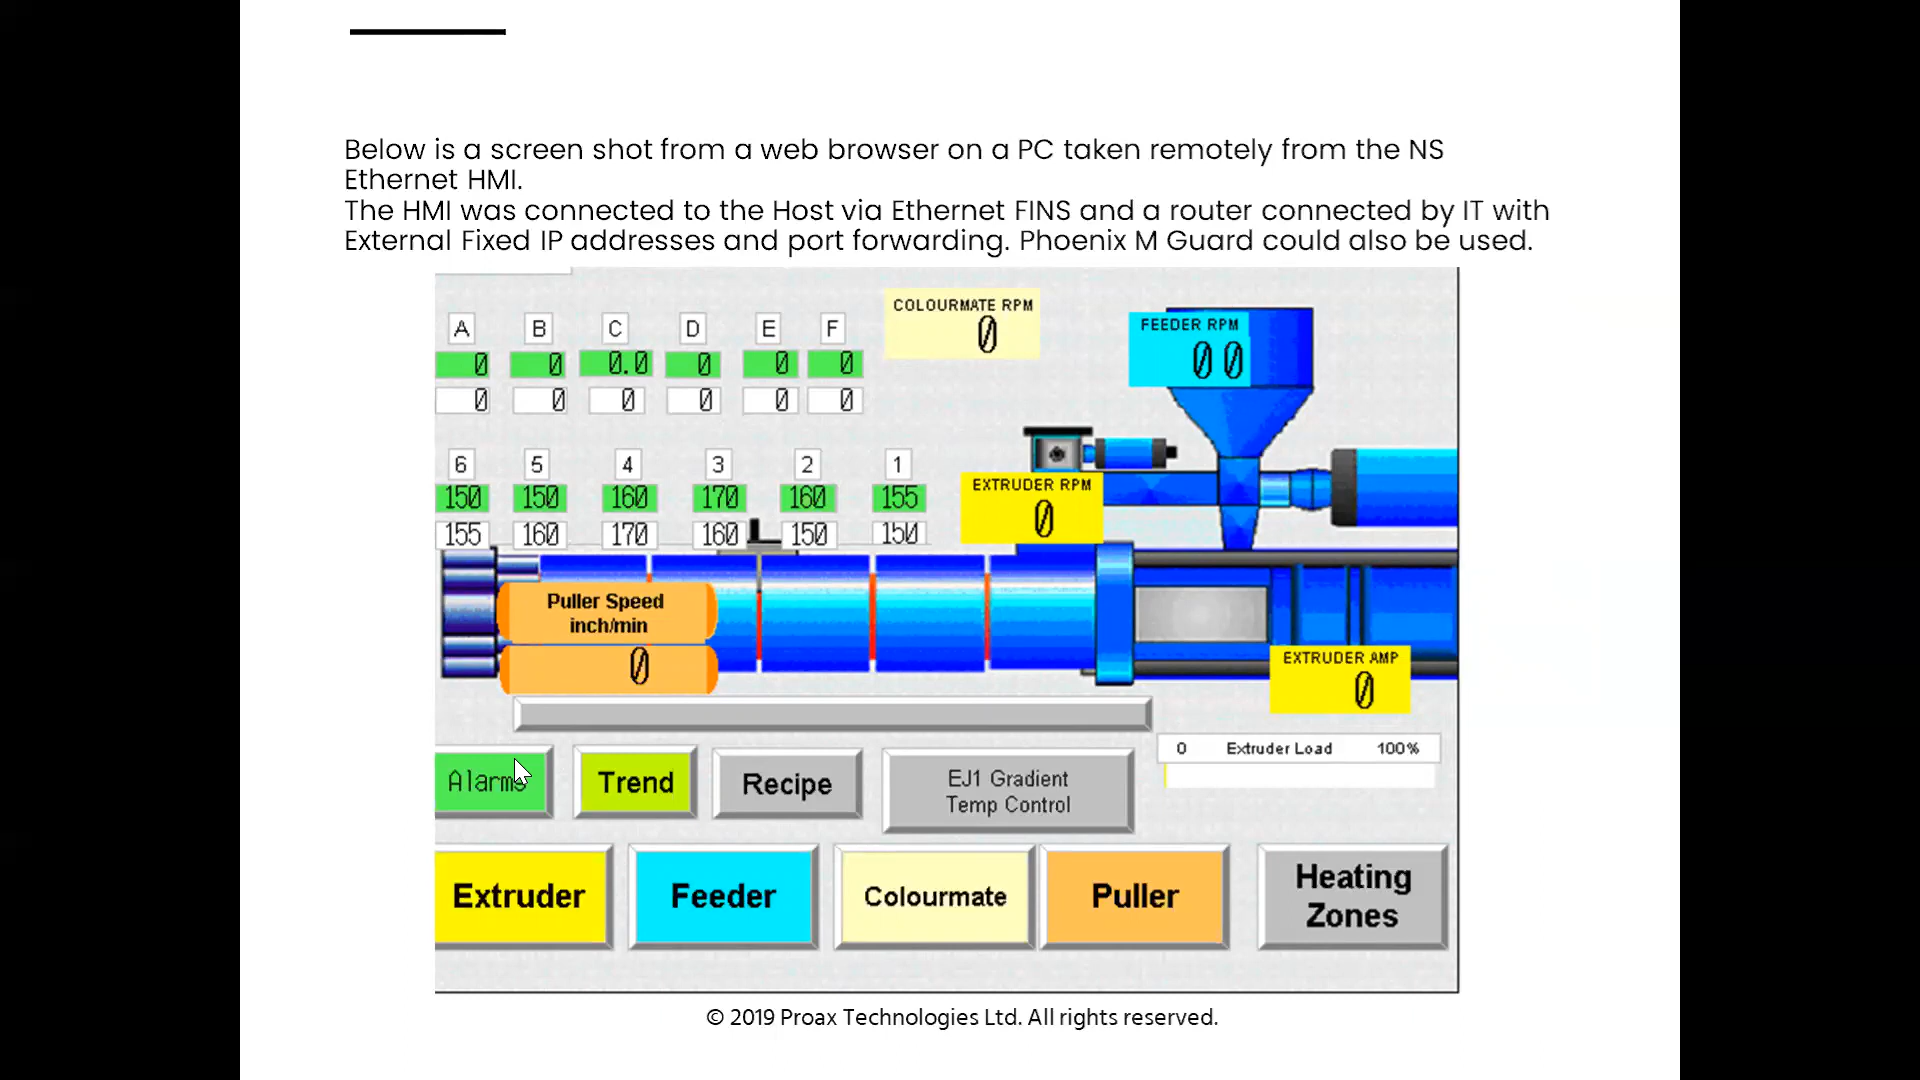 Below is a screen shot from a web browser on a PC taken remotely from the NS
Ethernet HMI.
The HMI was connected to the Host via Ethernet FINS and a router connected by IT with
External Fixed IP addresses and port forwarding. Phoenix M Guard could also be used.
COLOURMATE RPM
0
FEEDER RPM
00
A B C D E F
0 0 0.0 0 0 0
0 0 0 0 0 0
6 5 4 3 2 1
150 150 160 170 160 155
155 160 170 160 150 150
EXTRUDER RPM
0
Puller Speed
inch/min
0
EXTRUDER AMP
0
0 Extruder Load 100%
Alarms
Trend
Recipe
EJ1 Gradient
Temp Control
Extruder
Feeder
Colourmate
Puller
Heating
Zones
© 2019 Proax Technologies Ltd. All rights reserved.